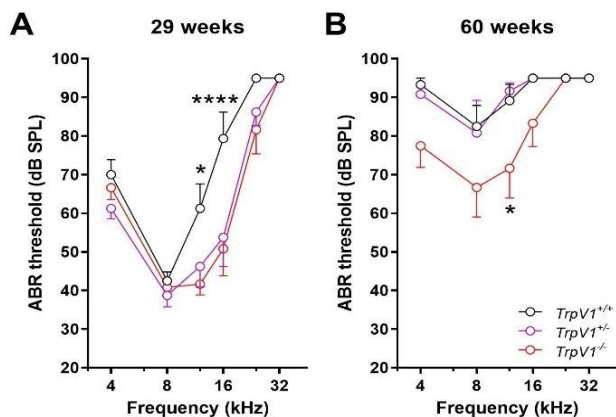 A
29 weeks
ABR threshold (dB SPL)
100
90
80
70
60
50
40
30
20
****
*
4
8
16
32
Frequency (kHz)
B
60 weeks
ABR threshold (dB SPL)
100
90
80
70
60
50
40
30
20
*
TrpV1+/+
TrpV1+/-
TrpV1-/-
4
8
16
32
Frequency (kHz)